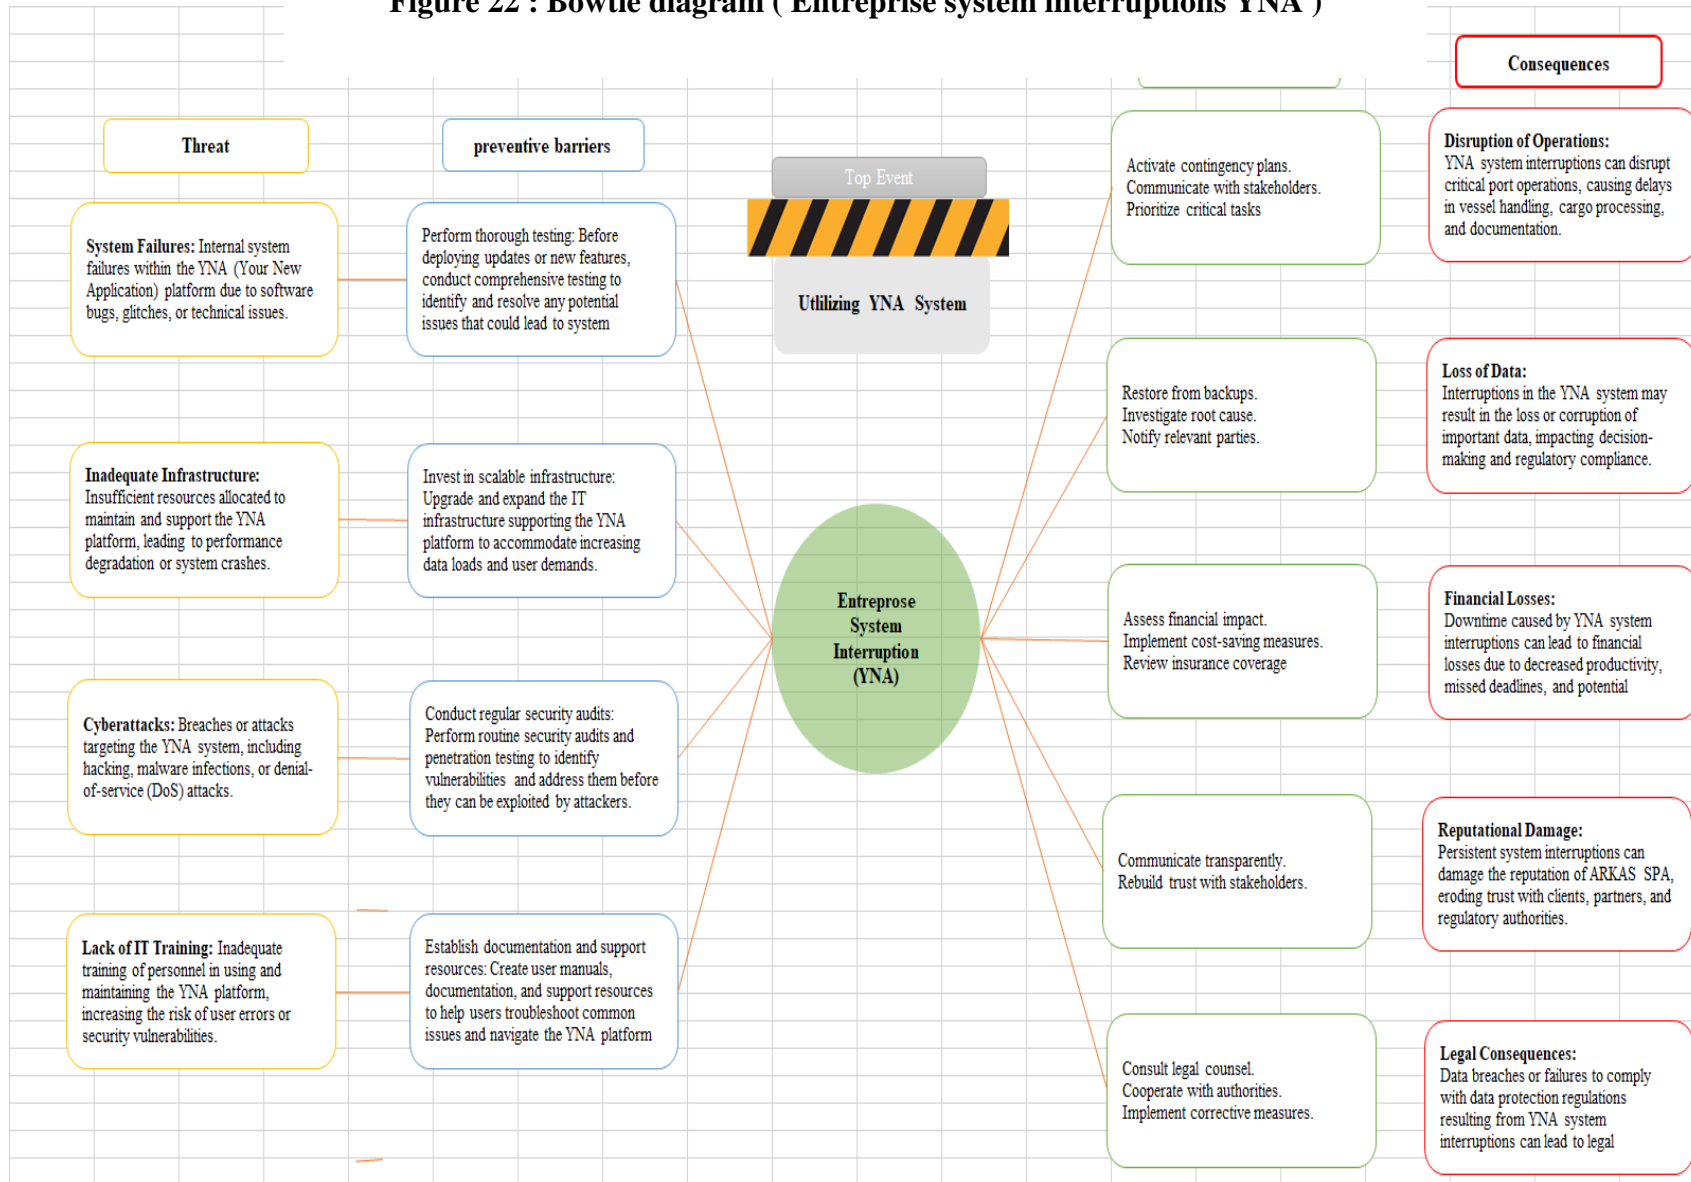 Figure 22 : Bowtie diagram ( Entreprise system interruptions YNA )
Consequences
Threat
preventive barriers
Top Event
Utlilizing YNA System
System Failures: Internal system
failures within the YNA (Your New
Application) platform due to software
bugs, glitches, or technical issues.
Perform thorough testing: Before
deploying updates or new features,
conduct comprehensive testing to
identify and resolve any potential
issues that could lead to system
Activate contingency plans.
Communicate with stakeholders.
Prioritize critical tasks
Disruption of Operations:
YNA system interruptions can disrupt
critical port operations, causing delays
in vessel handling, cargo processing,
and documentation.
Inadequate Infrastructure:
Insufficient resources allocated to
maintain and support the YNA
platform, leading to performance
degradation or system crashes.
Invest in scalable infrastructure:
Upgrade and expand the IT
infrastructure supporting the YNA
platform to accommodate increasing
data loads and user demands.
Restore from backups.
Investigate root cause.
Notify relevant parties.
Loss of Data:
Interruptions in the YNA system may
result in the loss or corruption of
important data, impacting decision-
making and regulatory compliance.
Entreprose
System
Interruption
(YNA)
Assess financial impact.
Implement cost-saving measures.
Review insurance coverage
Financial Losses:
Downtime caused by YNA system
interruptions can lead to financial
losses due to decreased productivity,
missed deadlines, and potential
Cyberattacks: Breaches or attacks
targeting the YNA system, including
hacking, malware infections, or denial-
of-service (DoS) attacks.
Conduct regular security audits:
Perform routine security audits and
penetration testing to identify
vulnerabilities and address them before
they can be exploited by attackers.
Communicate transparently.
Rebuild trust with stakeholders.
Reputational Damage:
Persistent system interruptions can
damage the reputation of ARKAS SPA,
eroding trust with clients, partners, and
regulatory authorities.
Lack of IT Training: Inadequate
training of personnel in using and
maintaining the YNA platform,
increasing the risk of user errors or
security vulnerabilities.
Establish documentation and support
resources: Create user manuals,
documentation, and support resources
to help users troubleshoot common
issues and navigate the YNA platform
Consult legal counsel.
Cooperate with authorities.
Implement corrective measures.
Legal Consequences:
Data breaches or failures to comply
with data protection regulations
resulting from YNA system
interruptions can lead to legal